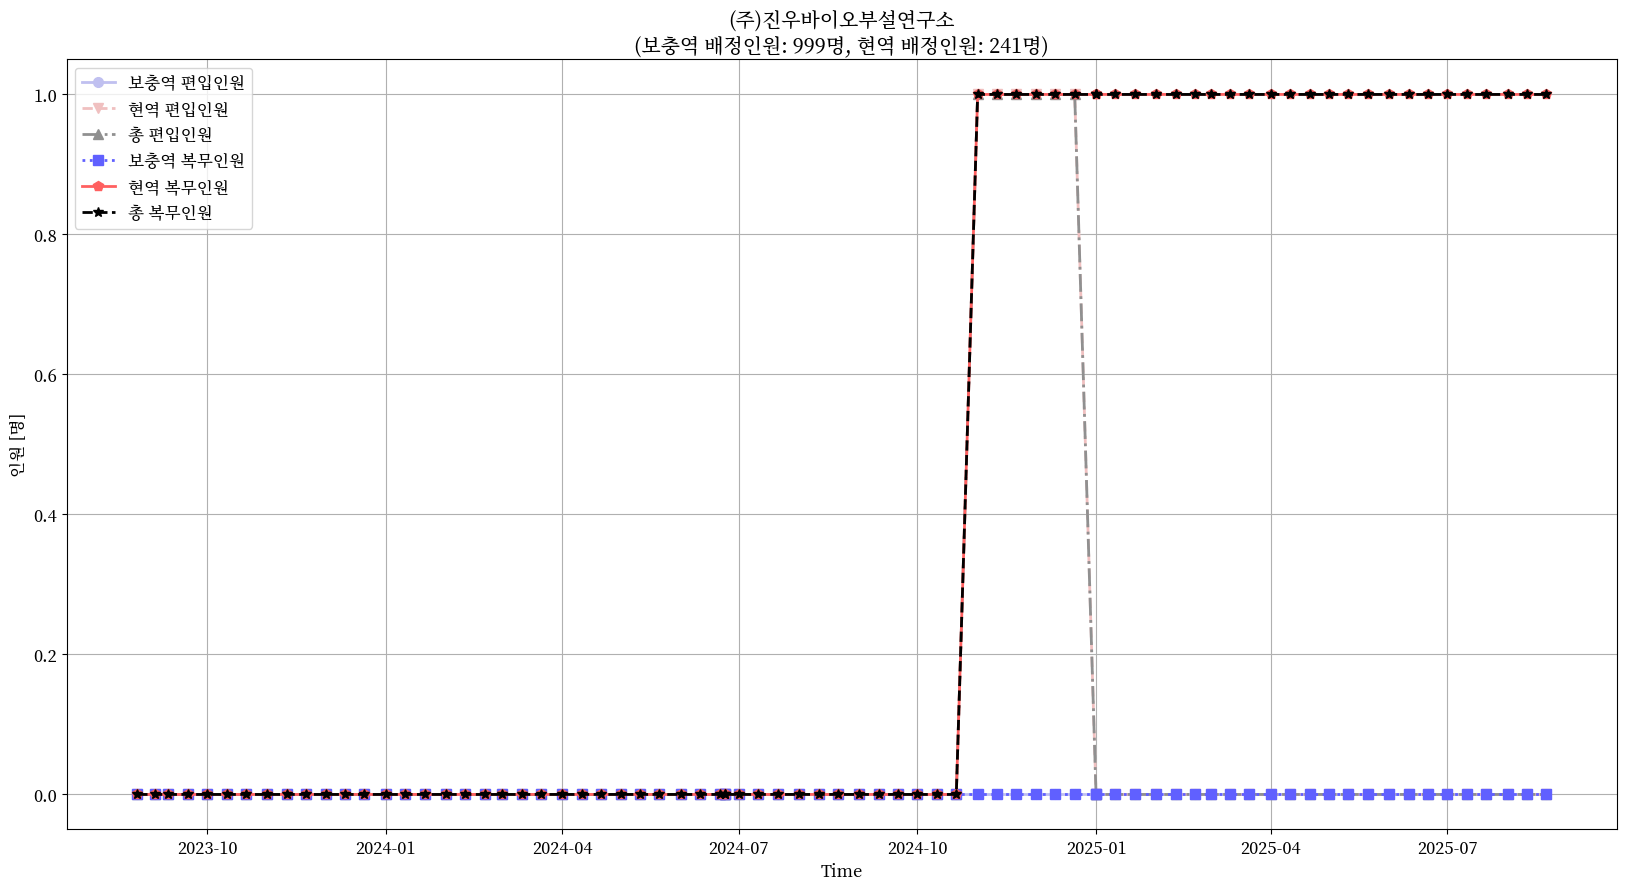 (주)진우바이오부설연구소
(보충역 배정인원: 999명, 현역 배정인원: 241명)
보충역 편입인원
현역 편입인원
총 편입인원
보충역 복무인원
현역 복무인원
총 복무인원
1.0
0.8
0.6
0.4
0.2
0.0
인원 [명]
2023-10
2024-01
2024-04
2024-07
2024-10
2025-01
2025-04
2025-07
Time